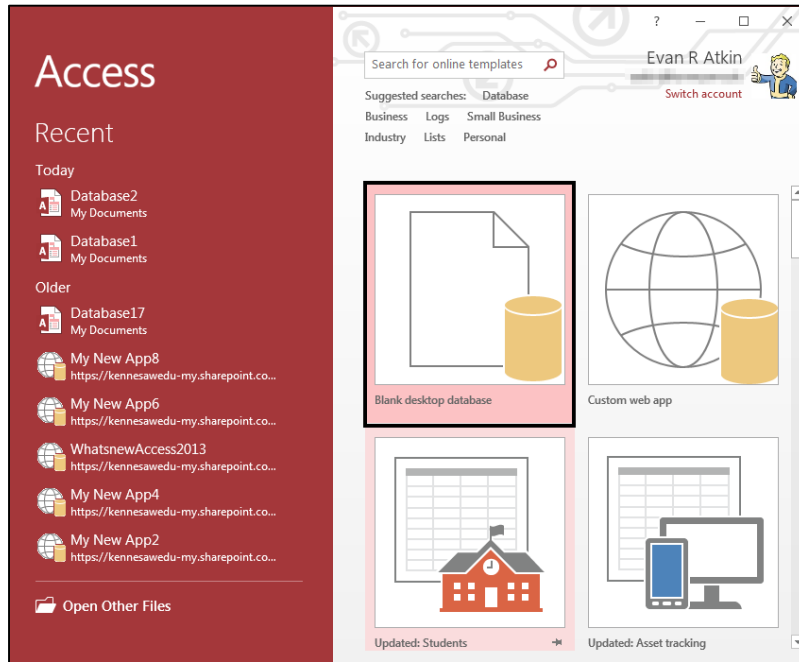 Access
Recent
Today
Database2
My Documents
Database1
My Documents
Older
Database17
My Documents
My New App8
https://kennesawedu-my.sharepoint.co...
My New App6
https://kennesawedu-my.sharepoint.co...
WhatsnewAccess2013
https://kennesawedu-my.sharepoint.co...
My New App4
https://kennesawedu-my.sharepoint.co...
My New App2
https://kennesawedu-my.sharepoint.co...
Open Other Files
?
Search for online templates
Evan R Atkin
Switch account
Suggested searches: Database
Business Logs Small Business
Industry Lists Personal
Blank desktop database
Custom web app
Updated: Students
Updated: Asset tracking